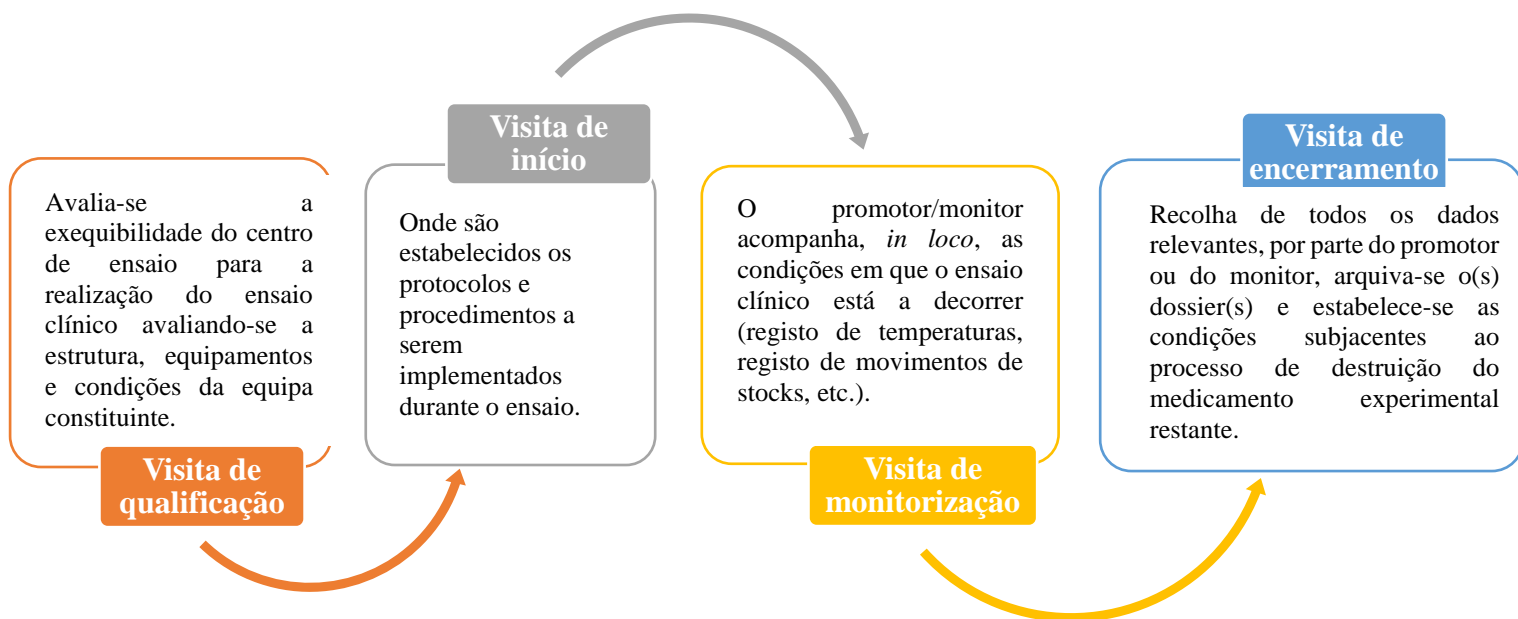 Avalia-se a
exequibilidade do centro
de ensaio para a
realização do ensaio
clínico avaliando-se a
estrutura, equipamentos
e condições da equipa
constituinte.
Visita de
qualificação
Visita de
início
Onde são
estabelecidos os
protocolos e
procedimentos a
serem
implementados
durante o ensaio.
O promotor/monitor
acompanha, in loco, as
condições em que o ensaio
clínico está a decorrer
(registo de temperaturas,
registo de movimentos de
stocks, etc.).
Visita de
monitorização
Visita de
encerramento
Recolha de todos os dados
relevantes, por parte do promotor
ou do monitor, arquiva-se o(s)
dossier(s) e estabelece-se as
condições subjacentes ao
processo de destruição do
medicamento experimental
restante.